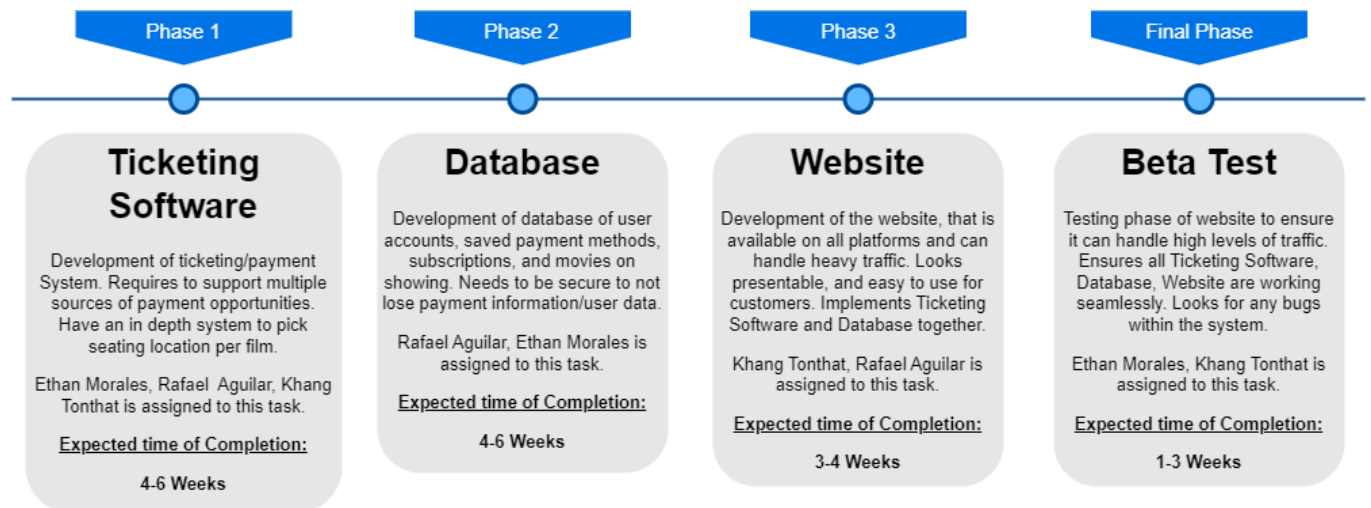 Phase 1
Phase 2
Phase 3
Final Phase
Ticketing
Software
Development of ticketing/payment
System. Requires to support multiple
sources of payment opportunities.
Have an in depth system to pick
seating location per film.
Ethan Morales, Rafael Aguilar, Khang
Tonthat is assigned to this task.
Expected time of Completion:
4-6 Weeks
Database
Development of database of user
accounts, saved payment methods,
subscriptions, and movies on
showing. Needs to be secure to not
lose payment information/user data.
Rafael Aguilar, Ethan Morales is
assigned to this task.
Expected time of Completion:
4-6 Weeks
Website
Development of the website, that is
available on all platforms and can
handle heavy traffic. Looks
presentable, and easy to use for
customers. Implements Ticketing
Software and Database together.
Khang Tonthat, Rafael Aguilar is
assigned to this task.
Expected time of Completion:
3-4 Weeks
Beta Test
Testing phase of website to ensure
it can handle high levels of traffic.
Ensures all Ticketing Software,
Database, Website are working
seamlessly. Looks for any bugs
within the system.
Ethan Morales, Khang Tonthat is
assigned to this task.
Expected time of Completion:
1-3 Weeks